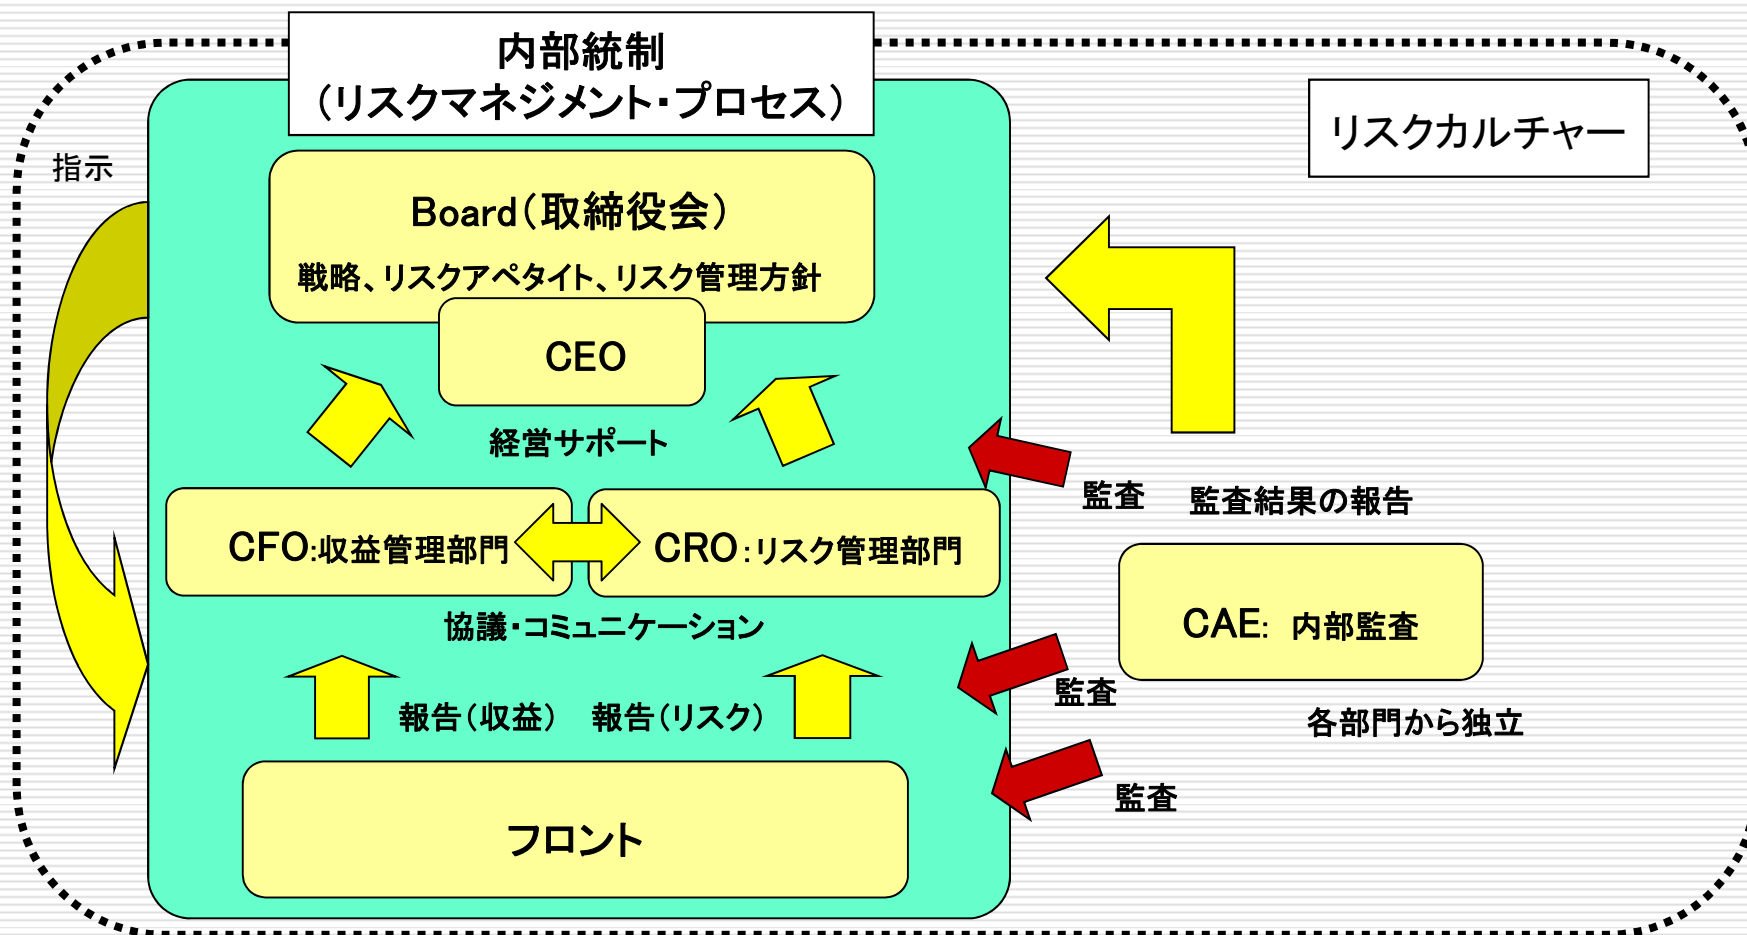 内部統制
（リスクマネジメント・プロセス）
リスクカルチャー
指示
Board（取締役会）
戦略、リスクアペタイト、リスク管理方針
CEO
経営サポート
監査
監査結果の報告
CFO:収益管理部門
CRO：リスク管理部門
CAE： 内部監査
協議・コミュニケーション
監査
報告（収益）
報告（リスク）
各部門から独立
監査
フロント